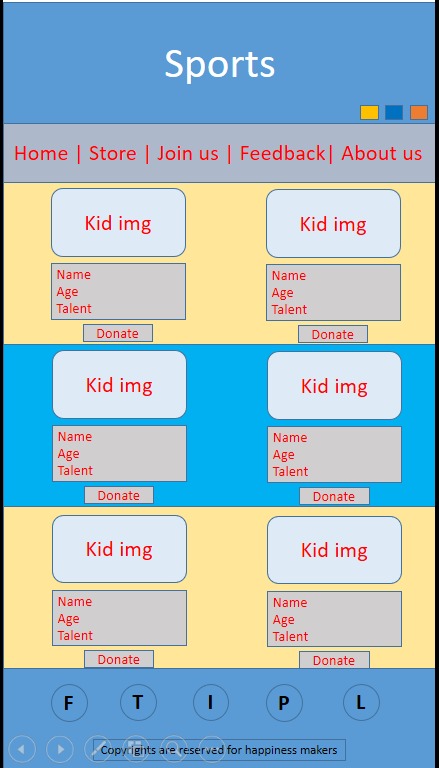 Sports
Home | Store | Join us | Feedback| About us
Kid img
Kid img
Name
Age
Talent
Name
Age
Talent
Donate
Donate
Kid img
Kid img
Name
Age
Talent
Name
Age
Talent
Donate
Donate
Kid img
Kid img
Name
Age
Talent
Name
Age
Talent
Donate
Donate
F T I P L
Copyrights are reserved for happiness makers